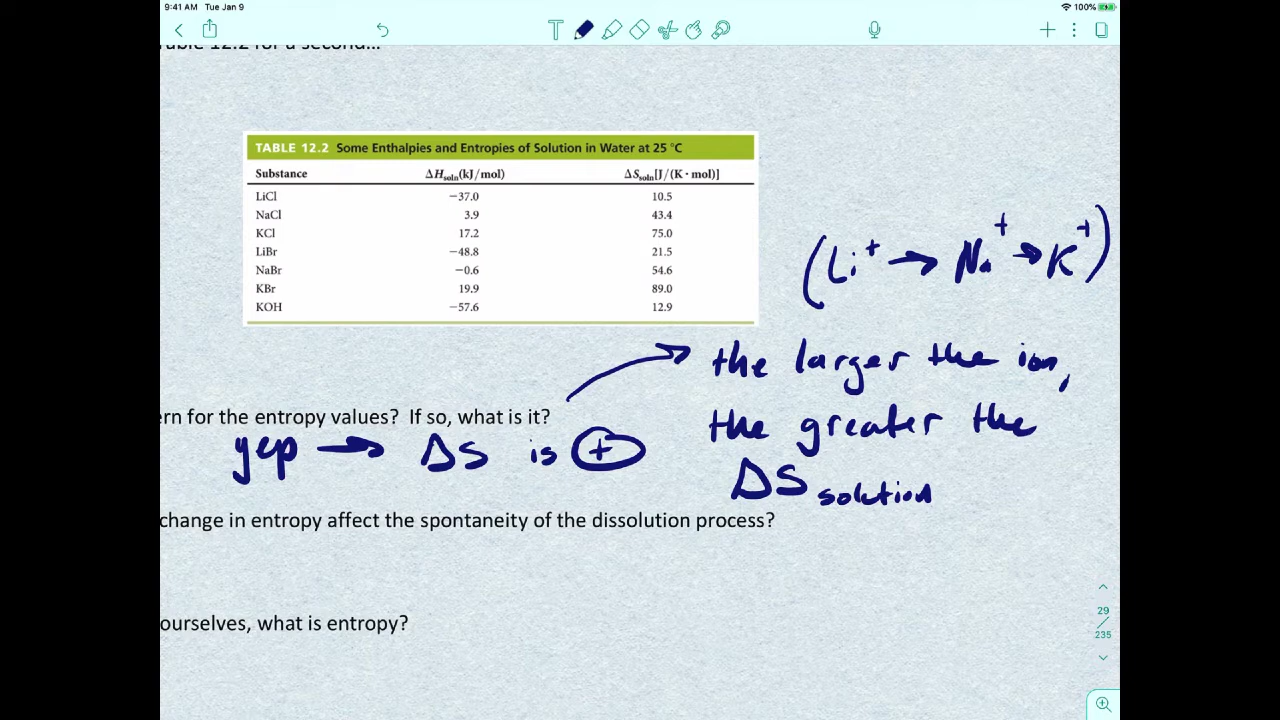 9:41 AM Tue Jan 9
100%
Table 12.2 for a second...
TABLE 12.2 Some Enthalpies and Entropies of Solution in Water at 25 °C
Substance ΔHsoln(kJ/mol) ΔSsoln[J/(K · mol)]
LiCl −37.0 10.5
NaCl 3.9 43.4
KCl 17.2 75.0
LiBr −48.8 21.5
NaBr −0.6 54.6
KBr 19.9 89.0
KOH −57.6 12.9
(Li⁺ → Na⁺ → K⁺)
the larger the ion,
the greater the
ΔS solution
ern for the entropy values? If so, what is it?
yep → ΔS is +
change in entropy affect the spontaneity of the dissolution process?
ourselves, what is entropy?
29
/
235